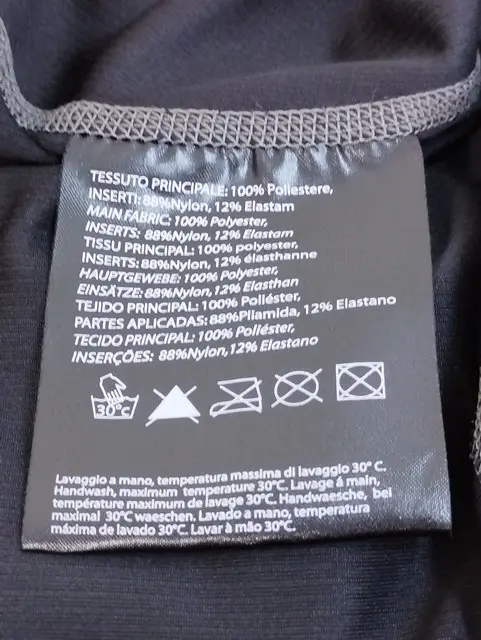 TESSUTO PRINCIPALE: 100% Poliestere,
INSERTI: 88%Nylon, 12% Elastam
MAIN FABRIC: 100% Polyester,
INSERTS: 88%Nylon, 12% Elastam
TISSU PRINCIPAL: 100% polyester,
INSERTS: 88%Nylon, 12% élasthanne
HAUPTGEWEBE: 100% Polyester,
EINSÄTZE: 88%Nylon, 12% Elasthan
TEJIDO PRINCIPAL: 100% Poliéster,
PARTES APLICADAS: 88%Pliamida, 12% Elastano
TECIDO PRINCIPAL: 100% Poliéster,
INSERÇÕES: 88%Nylon, 12% Elastano
30°C
Lavaggio a mano, temperatura massima di lavaggio 30° C.
Handwash, maximum temperature 30°C. Lavage á main,
température maximum de lavage 30°C. Handwaesche, bei
maximal 30°C waeschen. Lavado a mano, temperatura
máxima de lavado 30°C. Lavar à mão 30°C.